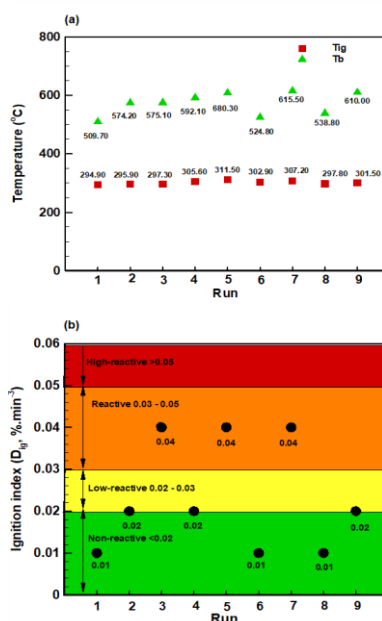 (a)
Tig
Tb
800
600
400
200
0
Temperature (°C)
509.70
574.20
575.10
592.10
680.30
524.80
615.50
538.80
610.00
294.90
295.90
297.30
305.60
311.50
302.90
307.20
297.80
301.50
1 2 3 4 5 6 7 8 9
Run
(b)
0.06
0.05
0.04
0.03
0.02
0.01
0
Ignition index (Dig, %.min-3)
High-reactive >0.05
Reactive 0.03 - 0.05
0.04 0.04 0.04
Low-reactive 0.02 - 0.03
0.02 0.02 0.02
Non-reactive <0.02
0.01 0.01 0.01
1 2 3 4 5 6 7 8 9
Run